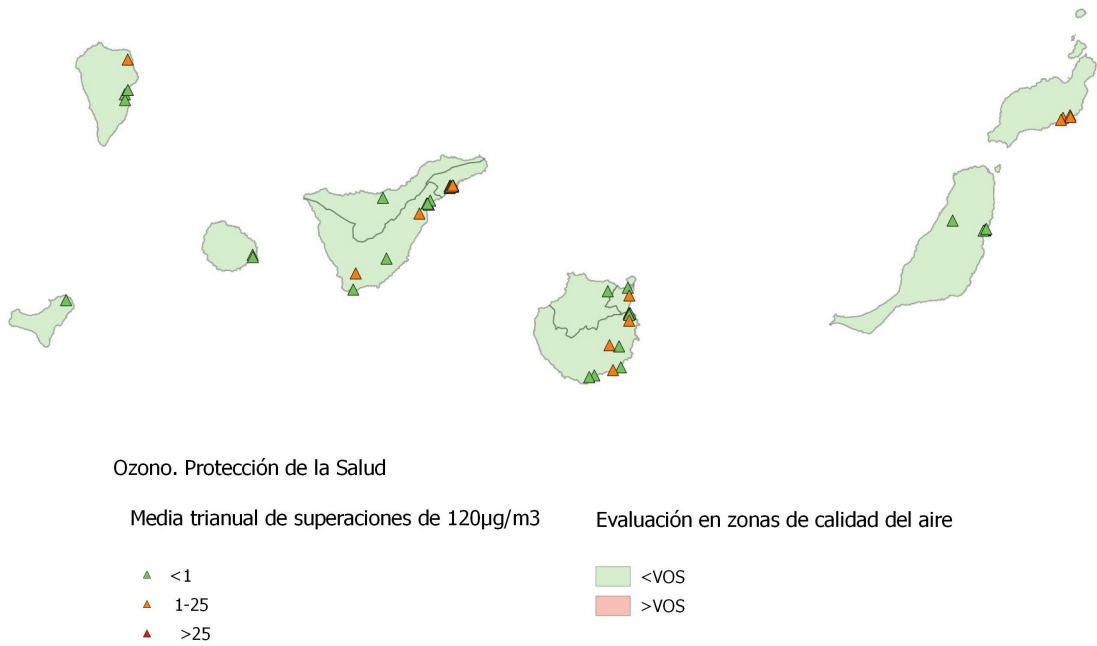 Ozono. Protección de la Salud
Media trianual de superaciones de 120µg/m3
<1
1-25
>25
Evaluación en zonas de calidad del aire
<VOS
>VOS